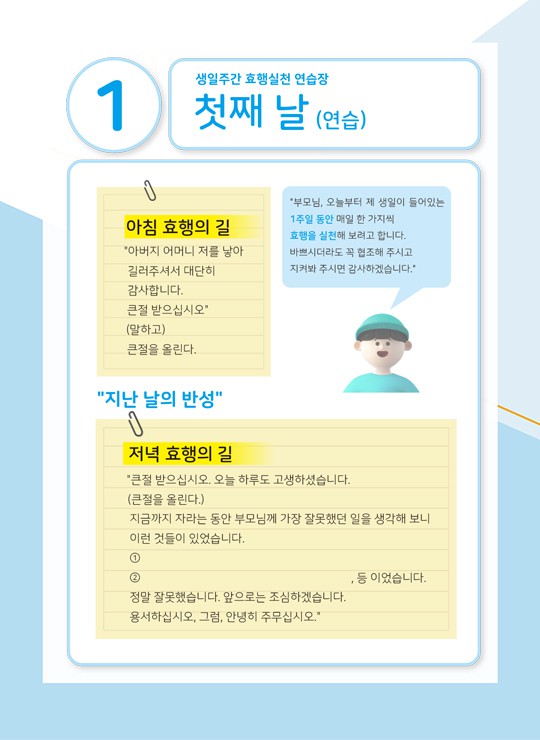 1
생일주간 효행실천 연습장
첫째 날 (연습)
아침 효행의 길
"아버지 어머니 저를 낳아
길러주셔서 대단히
감사합니다.
큰절 받으십시오"
(말하고)
큰절을 올린다.
"부모님, 오늘부터 제 생일이 들어있는
1주일 동안 매일 한 가지씩
효행을 실천해 보려고 합니다.
바쁘시더라도 꼭 협조해 주시고
지켜봐 주시면 감사하겠습니다."
"지난 날의 반성"
저녁 효행의 길
"큰절 받으십시오. 오늘 하루도 고생하셨습니다.
(큰절을 올린다.)
지금까지 자라는 동안 부모님께 가장 잘못했던 일을 생각해 보니
이런 것들이 있었습니다.
①
② , 등 이었습니다.
정말 잘못했습니다. 앞으로는 조심하겠습니다.
용서하십시오, 그럼, 안녕히 주무십시오."